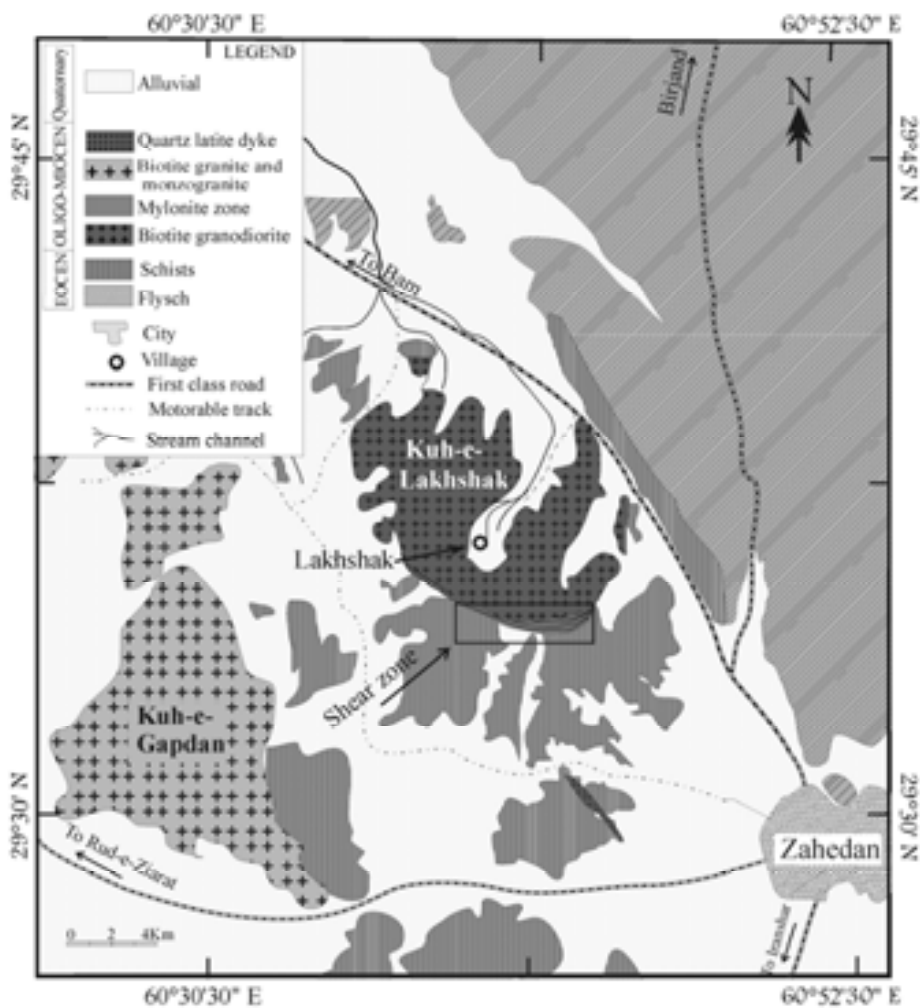 60°30'30" E
60°52'30" E
LEGEND
Quatornary
Alluvial
OLIGO-MIOCEN
Quartz latite dyke
Biotite granite and
monzogranite
Mylonite zone
Biotite granodiorite
EOCEN
Schists
Flysch
City
Village
First class road
Motorable track
Stream channel
29°45' N
29°45' N
Birjand
N
To Bam
Kuh-e-
Lakhshak
Lakhshak
Shear zone
Kuh-e-
Gapdan
29°30' N
29°30' N
To Rud-e-Ziarat
Zahedan
0 2 4Km
60°30'30" E
60°52'30" E